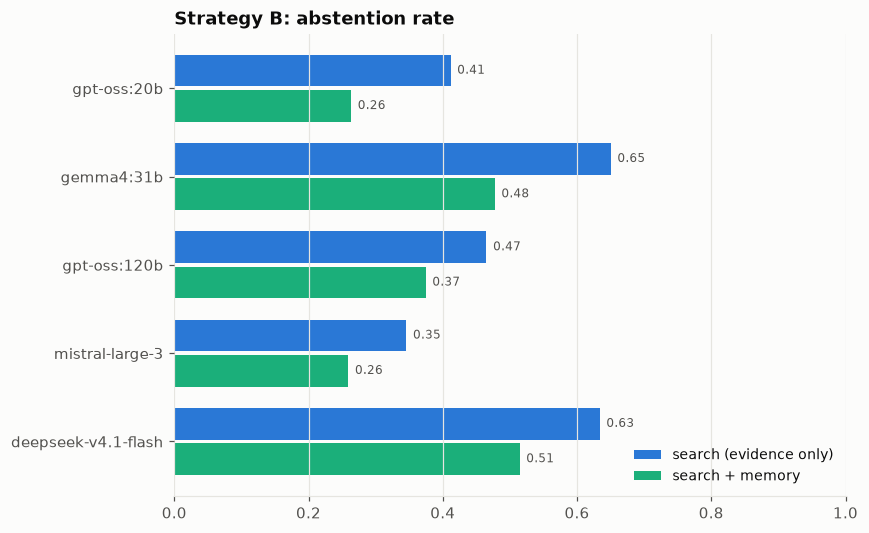 Strategy B: abstention rate
gpt-oss:20b
0.41
0.26
gemma4:31b
0.65
0.48
gpt-oss:120b
0.47
0.37
mistral-large-3
0.35
0.26
deepseek-v4.1-flash
0.63
0.51
search (evidence only)
search + memory
0.0 0.2 0.4 0.6 0.8 1.0